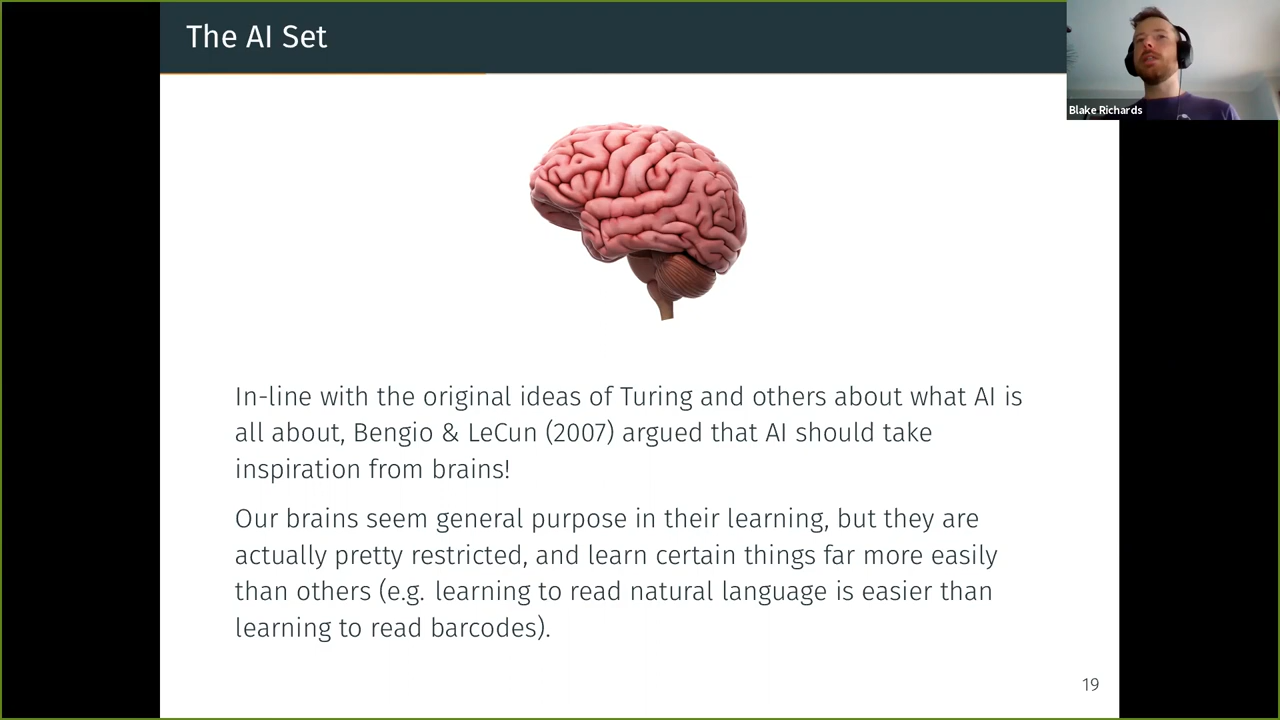 The AI Set
Blake Richards
In-line with the original ideas of Turing and others about what AI is
all about, Bengio & LeCun (2007) argued that AI should take
inspiration from brains!
Our brains seem general purpose in their learning, but they are
actually pretty restricted, and learn certain things far more easily
than others (e.g. learning to read natural language is easier than
learning to read barcodes).
19